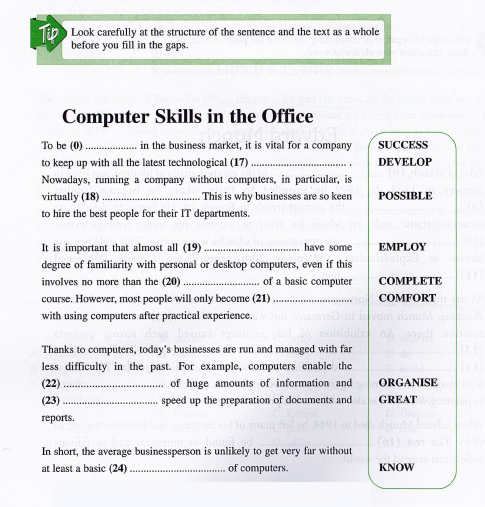 Tip
Look carefully at the structure of the sentence and the text as a whole
before you fill in the gaps.
Computer Skills in the Office
To be (0) .................. in the business market, it is vital for a company SUCCESS
to keep up with all the latest technological (17) .................................. . DEVELOP
Nowadays, running a company without computers, in particular, is
virtually (18) .................................. This is why businesses are so keen POSSIBLE
to hire the best people for their IT departments.
It is important that almost all (19) .................................. have some EMPLOY
degree of familiarity with personal or desktop computers, even if this
involves no more than the (20) .......................... of a basic computer COMPLETE
course. However, most people will only become (21) ........................... COMFORT
with using computers after practical experience.
Thanks to computers, today's businesses are run and managed with far
less difficulty in the past. For example, computers enable the
(22) .................................. of huge amounts of information and ORGANISE
(23) .................................. speed up the preparation of documents and GREAT
reports.
In short, the average businessperson is unlikely to get very far without
at least a basic (24) .................................. of computers. KNOW